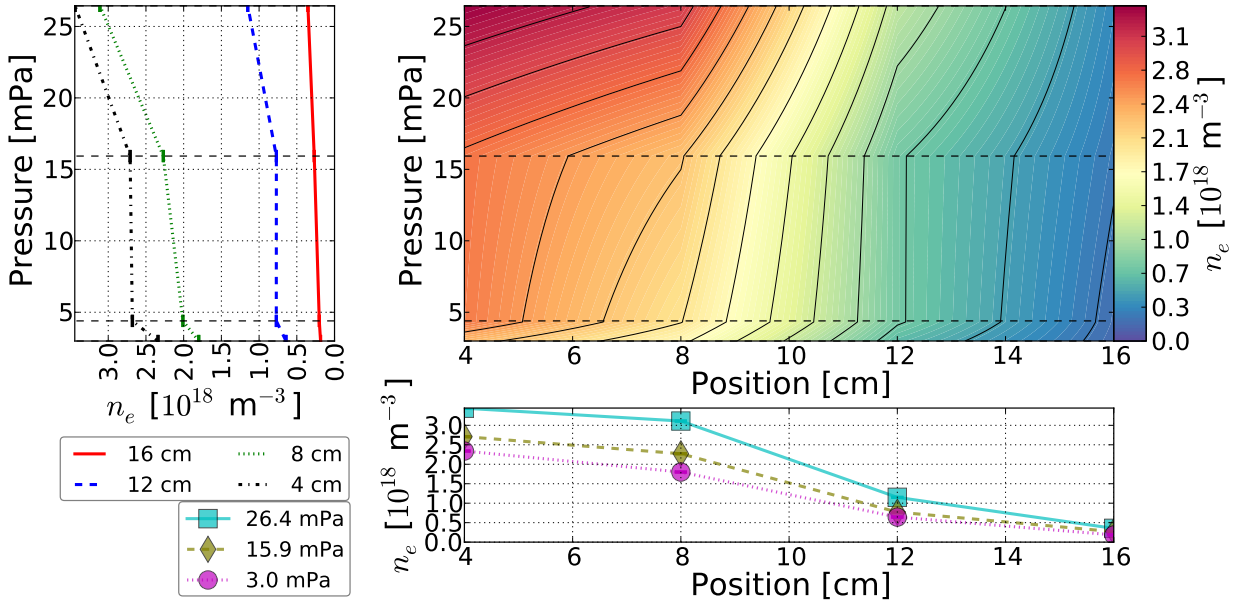 Pressure [mPa]
25
20
15
10
5
3.0
2.5
2.0
1.5
1.0
0.5
0.0
n_e [10^18 m^−3]
Pressure [mPa]
25
20
15
10
5
4 6 8 10 12 14 16
Position [cm]
3.1
2.8
2.4
2.1
1.7
1.4
1.0
0.7
0.3
0.0
n_e [10^18 m^−3]
n_e [10^18 m^−3]
3.0
2.5
2.0
1.5
1.0
0.5
0.0
4 6 8 10 12 14 16
Position [cm]
16 cm 8 cm
12 cm 4 cm
26.4 mPa
15.9 mPa
3.0 mPa